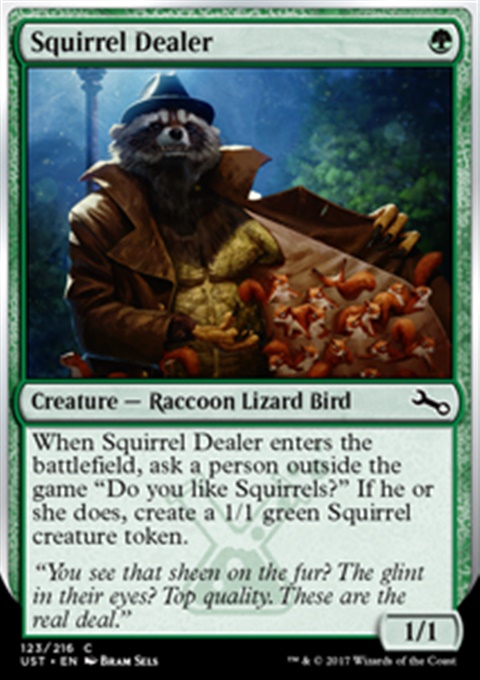 Squirrel Dealer
Creature — Raccoon Lizard Bird
When Squirrel Dealer enters the
battlefield, ask a person outside the
game “Do you like Squirrels?” If he or
she does, create a 1/1 green Squirrel
creature token.
“You see that sheen on the fur? The glint
in their eyes? Top quality. These are the
real deal.”
1/1
123/216 C
UST • EN Bram Sels
™ & © 2017 Wizards of the Coast